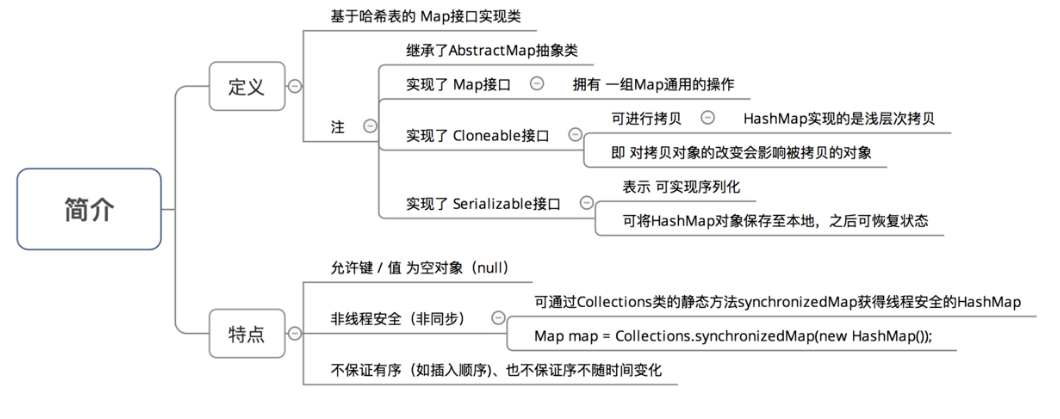 简介
定义
基于哈希表的 Map接口实现类
注
继承了AbstractMap抽象类
实现了 Map接口
拥有 一组Map通用的操作
实现了 Cloneable接口
可进行拷贝
HashMap实现的是浅层次拷贝
即 对拷贝对象的改变会影响被拷贝的对象
实现了 Serializable接口
表示 可实现序列化
可将HashMap对象保存至本地，之后可恢复状态
特点
允许键 / 值 为空对象（null）
非线程安全（非同步）
可通过Collections类的静态方法synchronizedMap获得线程安全的HashMap
Map map = Collections.synchronizedMap(new HashMap());
不保证有序（如插入顺序）、也不保证序不随时间变化